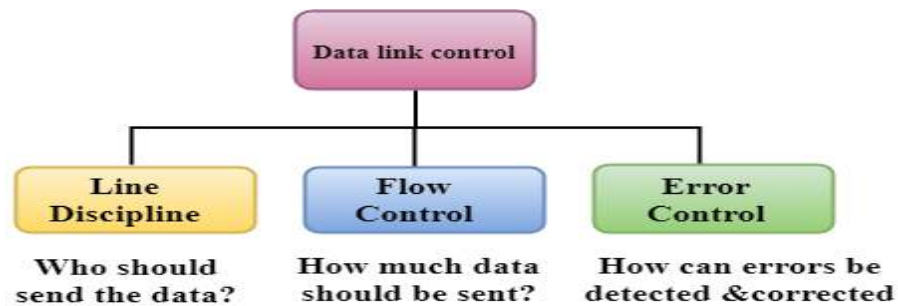 Data link control
Line
Discipline
Flow
Control
Error
Control
Who should
send the data?
How much data
should be sent?
How can errors be
detected &corrected